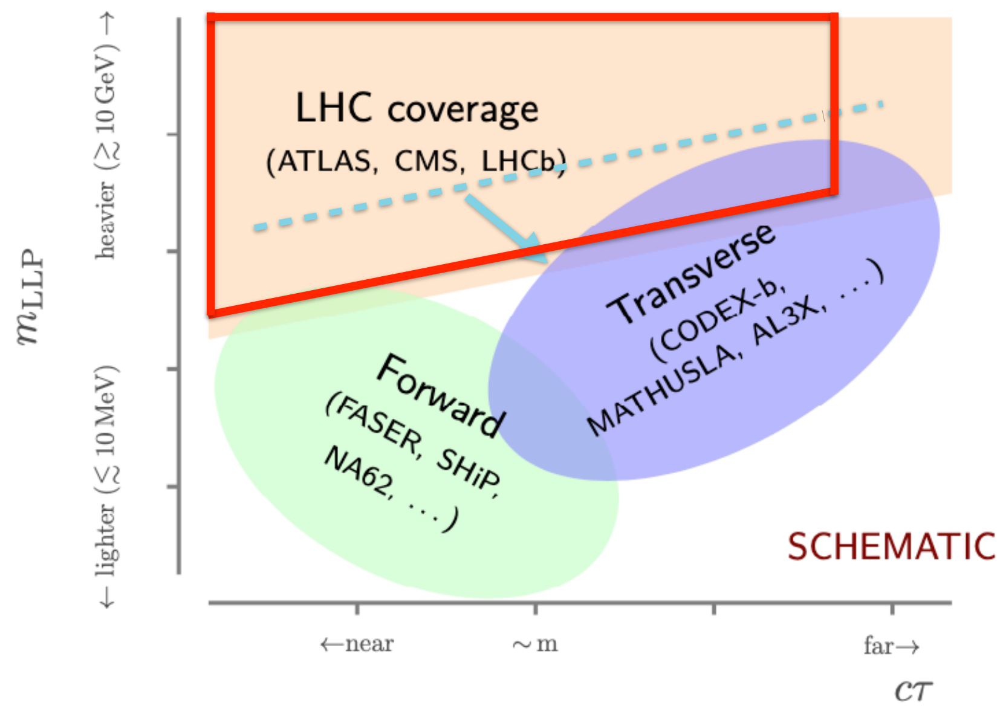 heavier (≳ 10 GeV) →
m_LLP
← lighter (≲ 10 MeV)
LHC coverage
(ATLAS, CMS, LHCb)
Transverse
(CODEX-b,
MATHUSLA, AL3X, ...)
Forward
(FASER, SHiP,
NA62, ...)
SCHEMATIC
←near
∼ m
far→
cτ